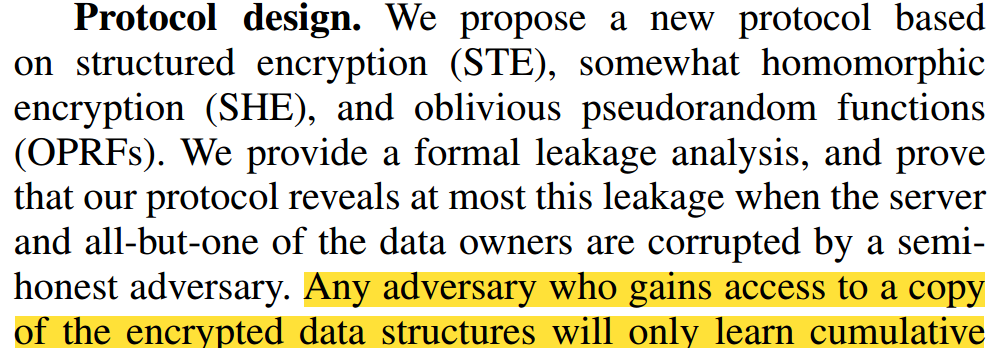 Protocol design. We propose a new protocol based
on structured encryption (STE), somewhat homomorphic
encryption (SHE), and oblivious pseudorandom functions
(OPRFs). We provide a formal leakage analysis, and prove
that our protocol reveals at most this leakage when the server
and all-but-one of the data owners are corrupted by a semi-
honest adversary. Any adversary who gains access to a copy
of the encrypted data structures will only learn cumulative